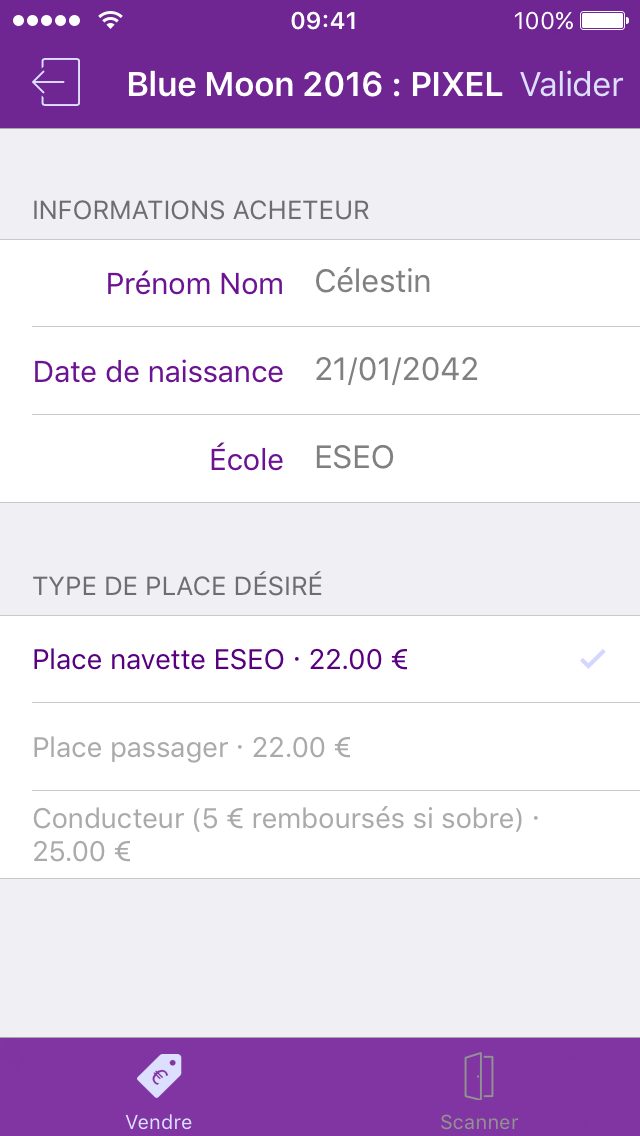 09:41
100%
Blue Moon 2016 : PIXEL
Valider
INFORMATIONS ACHETEUR
Prénom Nom
Célestin
Date de naissance
21/01/2042
École
ESEO
TYPE DE PLACE DÉSIRÉ
Place navette ESEO · 22.00 €
Place passager · 22.00 €
Conducteur (5 € remboursés si sobre) ·
25.00 €
€
Vendre
Scanner